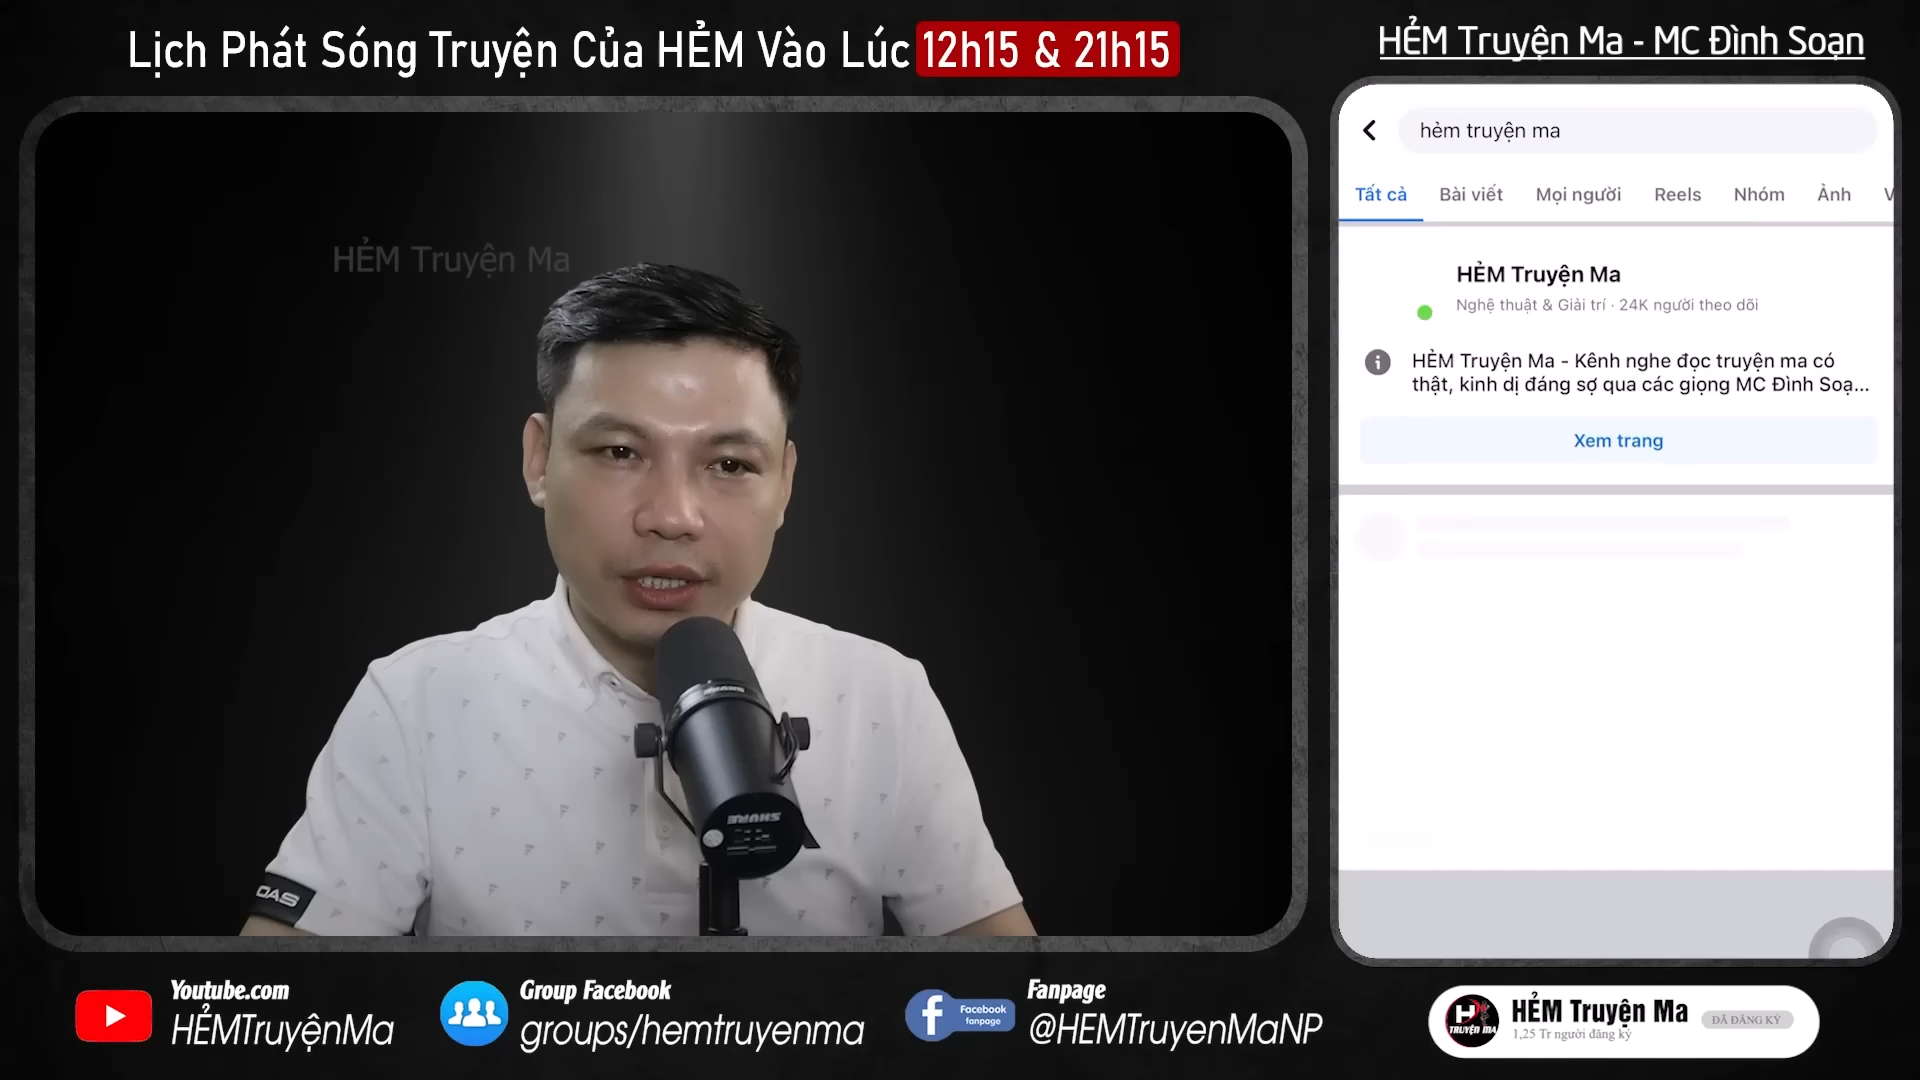 Lịch Phát Sóng Truyện Của HẺM Vào Lúc 12h15 & 21h15
HẺM Truyện Ma - MC Đình Soạn
hẻm truyện ma
Tất cả Bài viết Mọi người Reels Nhóm Ảnh V
HẺM Truyện Ma
Nghệ thuật & Giải trí · 24K người theo dõi
HẺM Truyện Ma - Kênh nghe đọc truyện ma có
thật, kinh dị đáng sợ qua các giọng MC Đình Soạ...
Xem trang
HẺM Truyện Ma
SHURE
SHURE
OAS
Youtube.com
HẺMTruyệnMa
Group Facebook
groups/hemtruyenma
Facebook
fanpage
Fanpage
@HEMTruyenMaNP
H
TRUYỆN MA
HẺM Truyện Ma
1,25 Tr người đăng ký
ĐÃ ĐĂNG KÝ